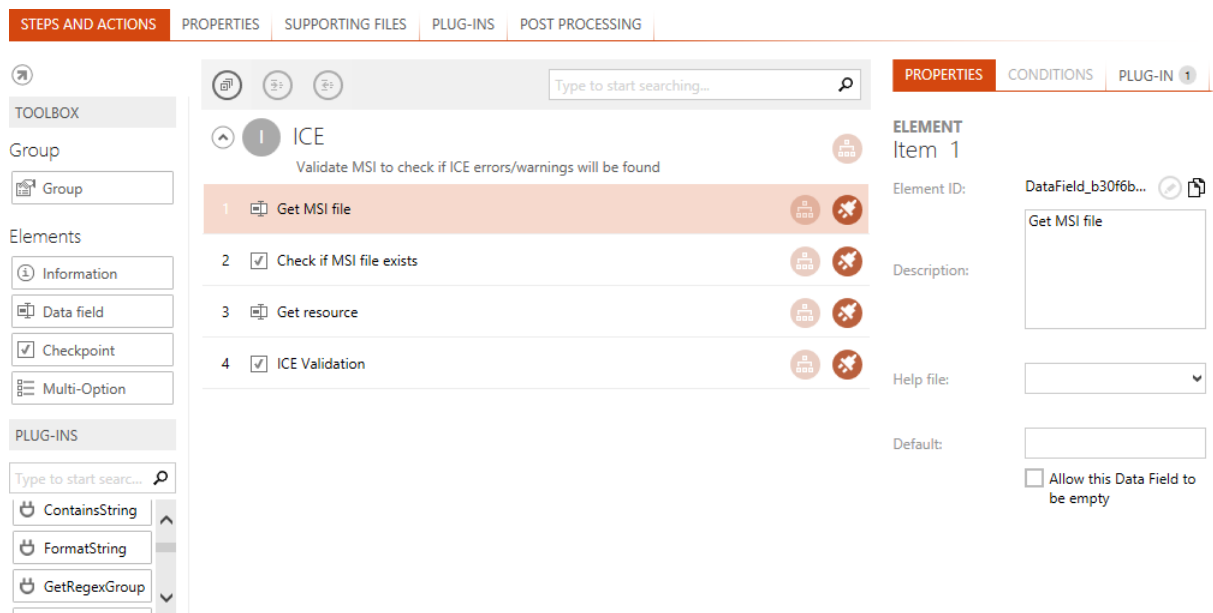 STEPS AND ACTIONS PROPERTIES SUPPORTING FILES PLUG-INS POST PROCESSING
TOOLBOX
Group
Group
Elements
Information
Data field
Checkpoint
Multi-Option
PLUG-INS
Type to start searc...
ContainsString
FormatString
GetRegexGroup
Type to start searching...
I ICE
Validate MSI to check if ICE errors/warnings will be found
1 Get MSI file
2 Check if MSI file exists
3 Get resource
4 ICE Validation
PROPERTIES CONDITIONS PLUG-IN 1
ELEMENT
Item 1
Element ID: DataField_b30f6b...
Get MSI file
Description:
Help file:
Default:
Allow this Data Field to
be empty